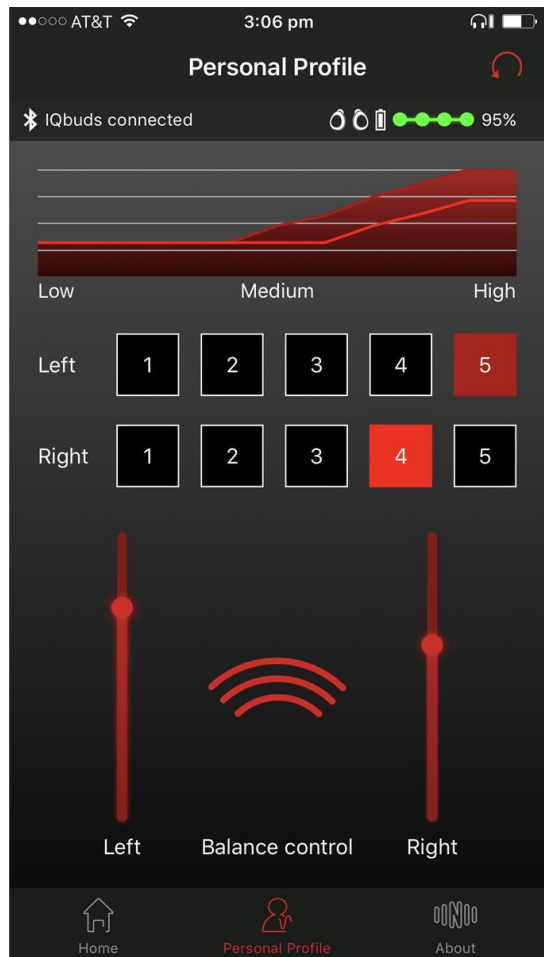 AT&T 3:06 pm
Personal Profile
IQbuds connected 95%
Low Medium High
Left 1 2 3 4 5
Right 1 2 3 4 5
Left Balance control Right
Home Personal Profile About